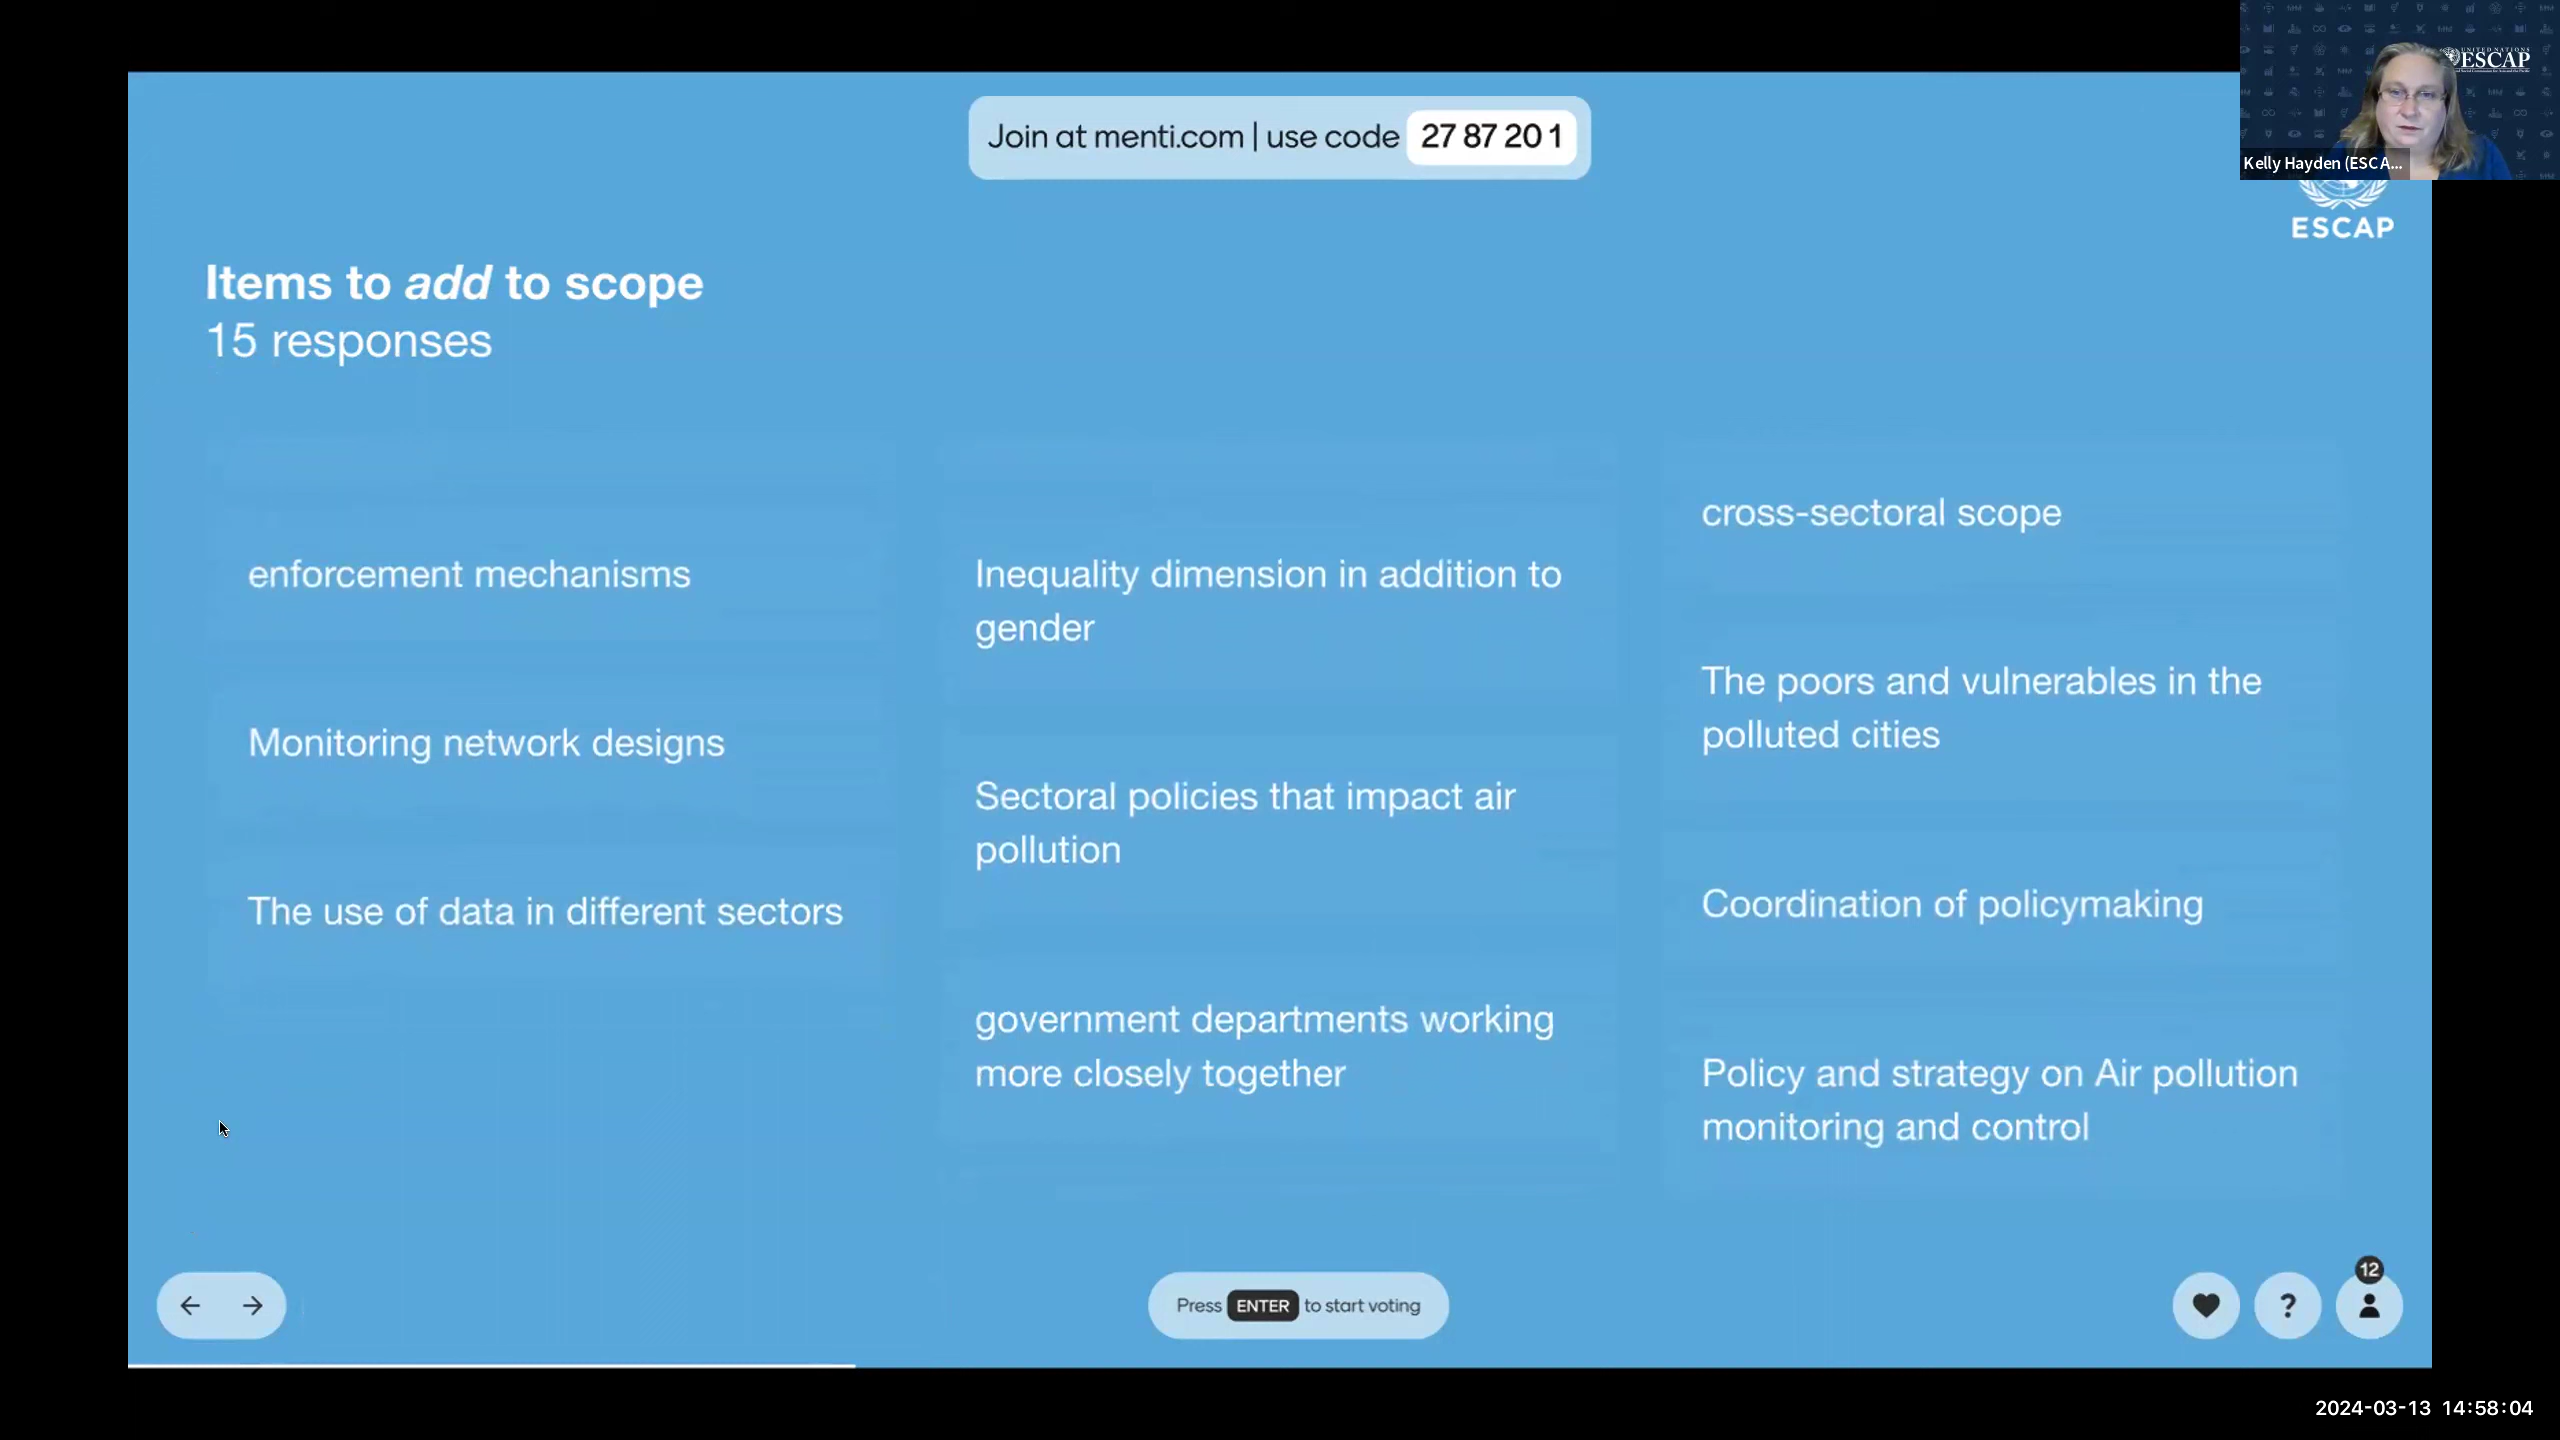 Join at menti.com | use code 27 87 20 1
UNITED NATIONS
ESCAP
Kelly Hayden (ESCA...
ESCAP
Items to add to scope
15 responses
enforcement mechanisms
Monitoring network designs
The use of data in different sectors
Inequality dimension in addition to
gender
Sectoral policies that impact air
pollution
government departments working
more closely together
cross-sectoral scope
The poors and vulnerables in the
polluted cities
Coordination of policymaking
Policy and strategy on Air pollution
monitoring and control
Press ENTER to start voting
?
12
2024-03-13 14:58:04